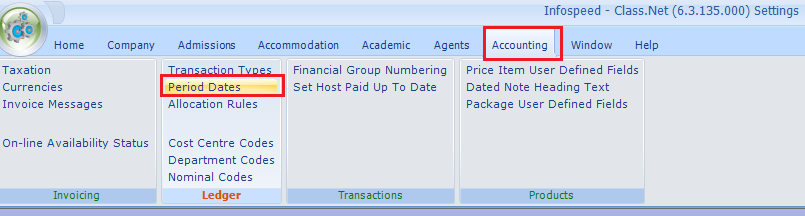 Infospeed - Class.Net (6.3.135.000) Settings
Home Company Admissions Accommodation Academic Agents Accounting Window Help
Taxation Transaction Types Financial Group Numbering Price Item User Defined Fields
Currencies Period Dates Set Host Paid Up To Date Dated Note Heading Text
Invoice Messages Allocation Rules Package User Defined Fields
On-line Availability Status Cost Centre Codes
Department Codes
Nominal Codes
Invoicing Ledger Transactions Products